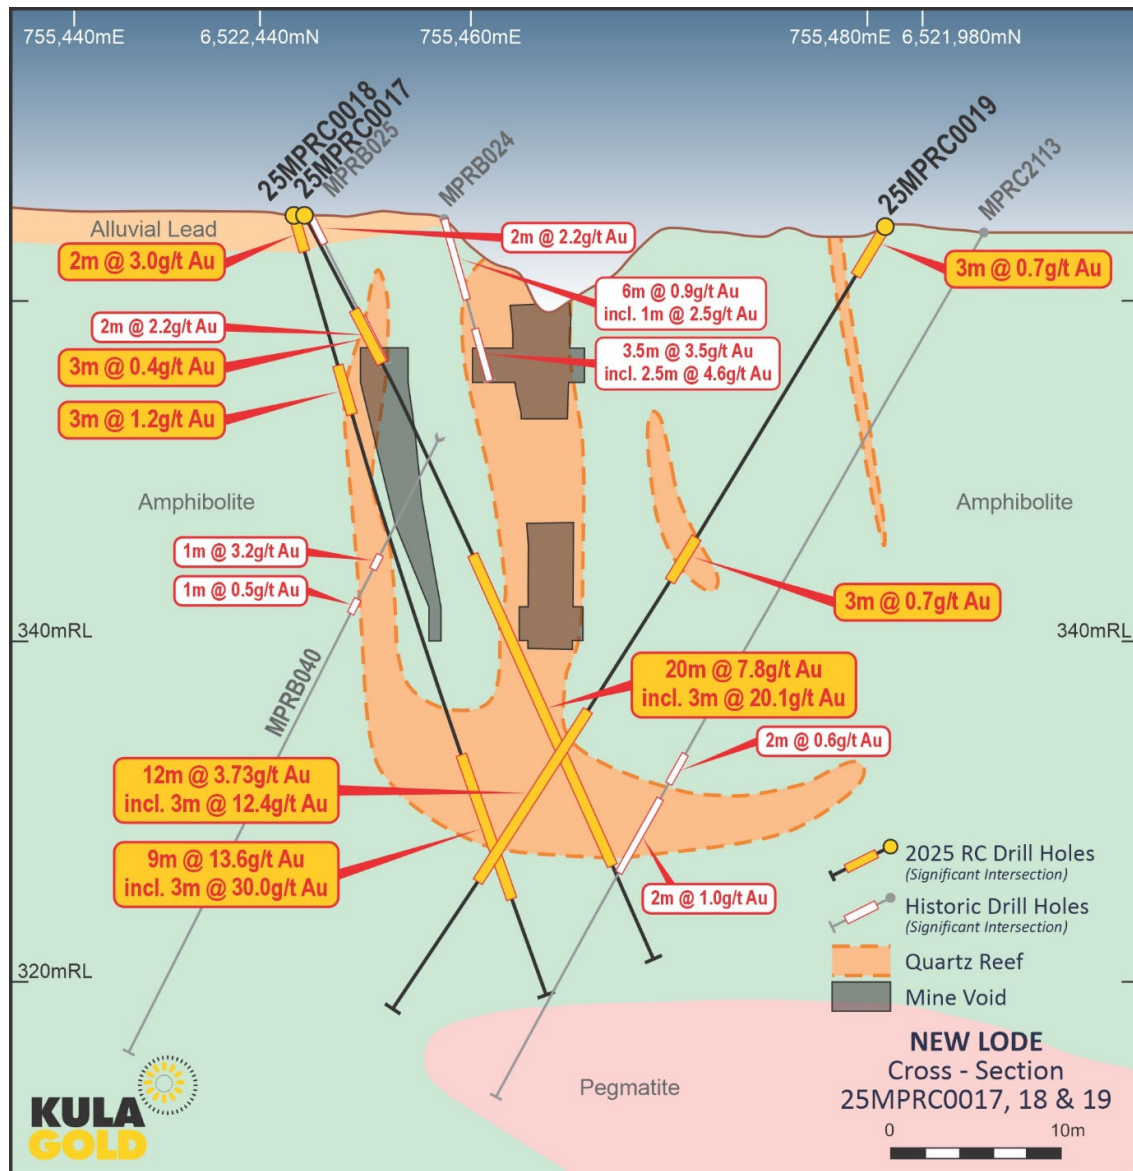 755,440mE
6,522,440mN
755,460mE
755,480mE
6,521,980mN
25MPRC0018
25MPRC0017
MPRB025
MPRB024
25MPRC0019
MPRC2113
Alluvial Lead
2m @ 3.0g/t Au
2m @ 2.2g/t Au
3m @ 0.7g/t Au
6m @ 0.9g/t Au
incl. 1m @ 2.5g/t Au
2m @ 2.2g/t Au
3.5m @ 3.5g/t Au
incl. 2.5m @ 4.6g/t Au
3m @ 0.4g/t Au
3m @ 1.2g/t Au
Amphibolite
Amphibolite
1m @ 3.2g/t Au
1m @ 0.5g/t Au
3m @ 0.7g/t Au
340mRL
340mRL
MPRB040
20m @ 7.8g/t Au
incl. 3m @ 20.1g/t Au
2m @ 0.6g/t Au
12m @ 3.73g/t Au
incl. 3m @ 12.4g/t Au
9m @ 13.6g/t Au
incl. 3m @ 30.0g/t Au
2m @ 1.0g/t Au
2025 RC Drill Holes
(Significant Intersection)
Historic Drill Holes
(Significant Intersection)
Quartz Reef
Mine Void
320mRL
NEW LODE
Cross - Section
25MPRC0017, 18 & 19
0 10m
Pegmatite
KULA
GOLD